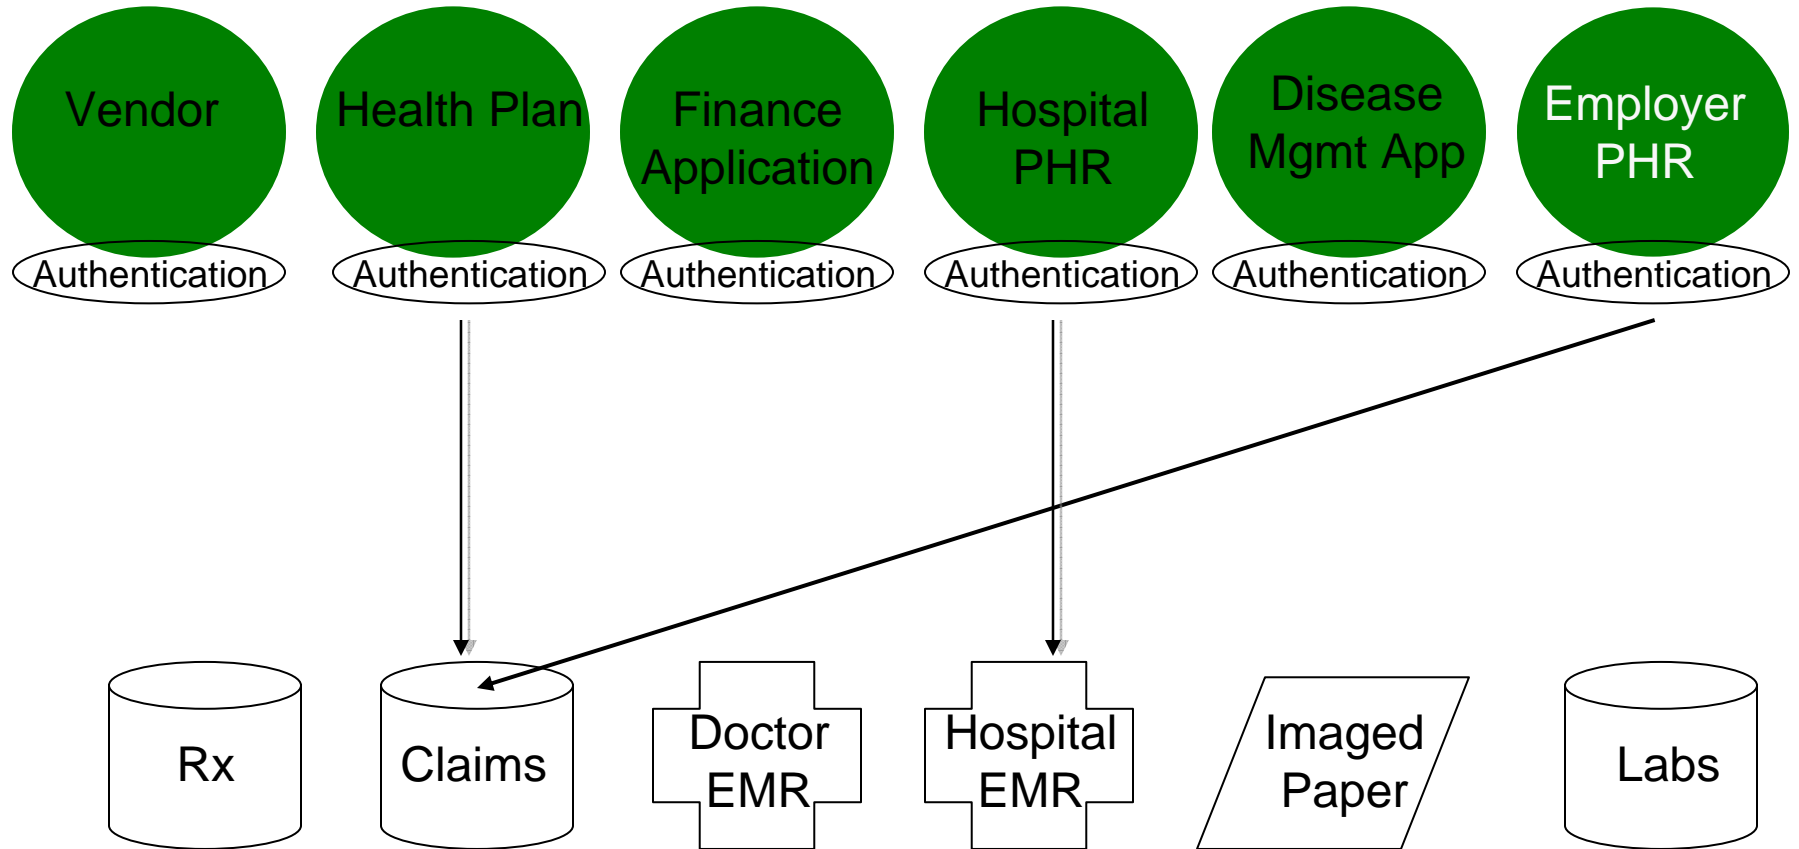 Vendor
Health Plan
Finance
Application
Hospital
PHR
Disease
Mgmt App
Employer
PHR
Authentication
Authentication
Authentication
Authentication
Authentication
Authentication
Rx
Claims
Doctor
EMR
Hospital
EMR
Imaged
Paper
Labs